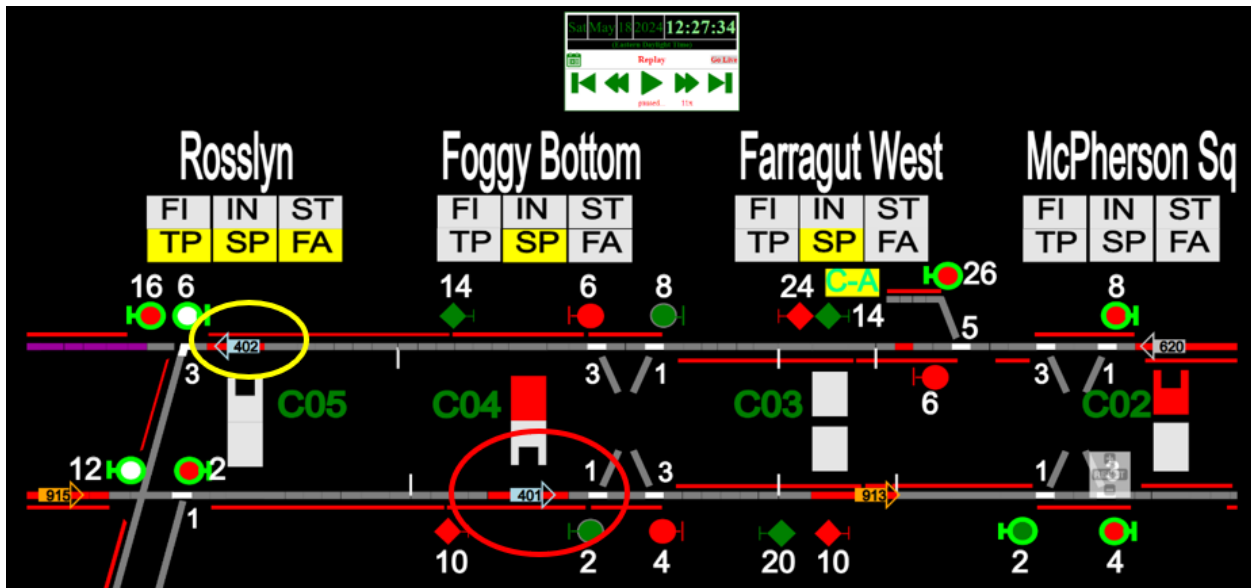 Sat May 18 2024 12:27:34
(Eastern Daylight Time)
Replay Go Live
paused
Rosslyn Foggy Bottom Farragut West McPherson Sq
FI IN ST FI IN ST FI IN ST FI IN ST
TP SP FA TP SP FA TP SP FA TP SP FA
16 6 14 6 8 24 C-A 14 26 8
5
402 620
3 3 1 3 1
6
C05 C04 C03 C02
12 2 1 3 1 3
915 401 913
1
10 2 4 20 10 2 4